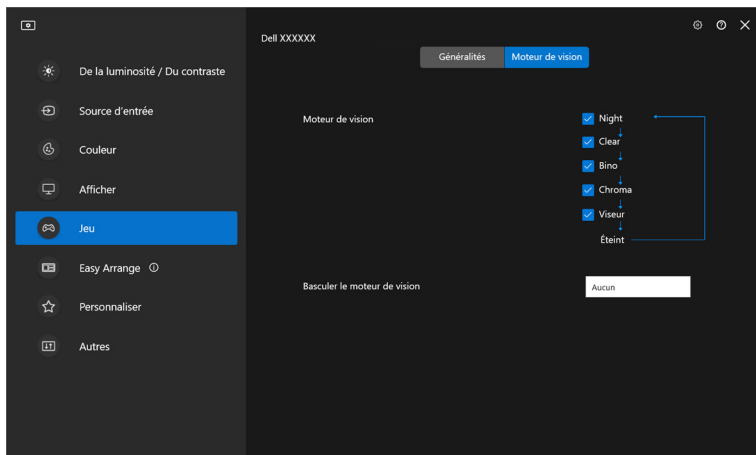 Dell XXXXXX
Généralités
Moteur de vision
De la luminosité / Du contraste
Source d'entrée
Couleur
Afficher
Jeu
Easy Arrange
Personnaliser
Autres
Moteur de vision
Night
Clear
Bino
Chroma
Viseur
Éteint
Basculer le moteur de vision
Aucun